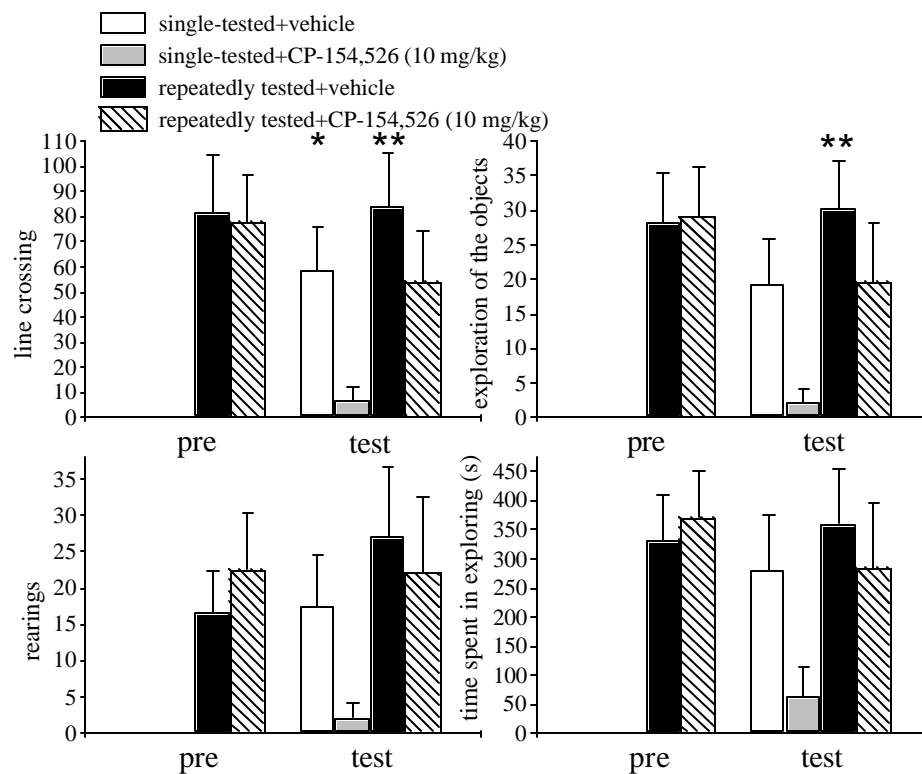 single-tested+vehicle
single-tested+CP-154,526 (10 mg/kg)
repeatedly tested+vehicle
repeatedly tested+CP-154,526 (10 mg/kg)
line crossing
110
100
90
80
70
60
50
40
30
20
10
0
*
**
pre
test
exploration of the objects
40
35
30
25
20
15
10
5
0
**
pre
test
rearings
35
30
25
20
15
10
5
0
pre
test
time spent in exploring (s)
450
400
350
300
250
200
150
100
50
0
pre
test